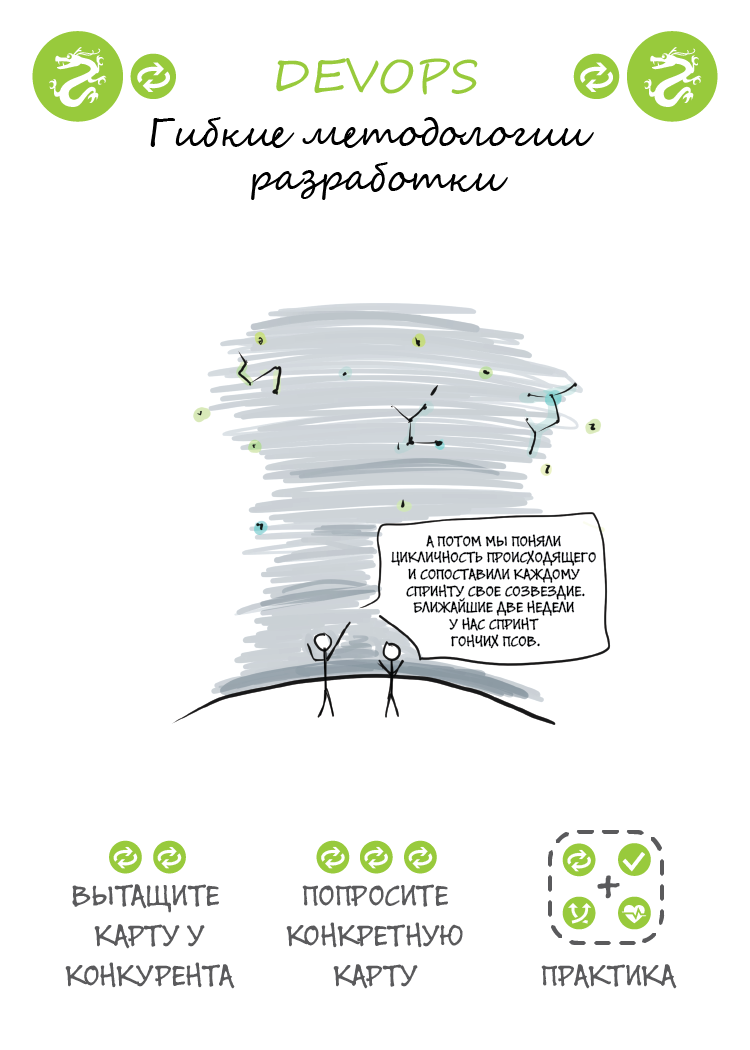 DEVOPS
Гибкие методологии
разработки
А ПОТОМ МЫ ПОНЯЛИ
ЦИКЛИЧНОСТЬ ПРОИСХОДЯЩЕГО
И СОПОСТАВИЛИ КАЖДОМУ
СПРИНТУ СВОЕ СОЗВЕЗДИЕ.
БЛИЖАЙШИЕ ДВЕ НЕДЕЛИ
У НАС СПРИНТ
ГОНЧИХ ПСОВ.
ВЫТАЩИТЕ
КАРТУ У
КОНКУРЕНТА
ПОПРОСИТЕ
КОНКРЕТНУЮ
КАРТУ
ПРАКТИКА